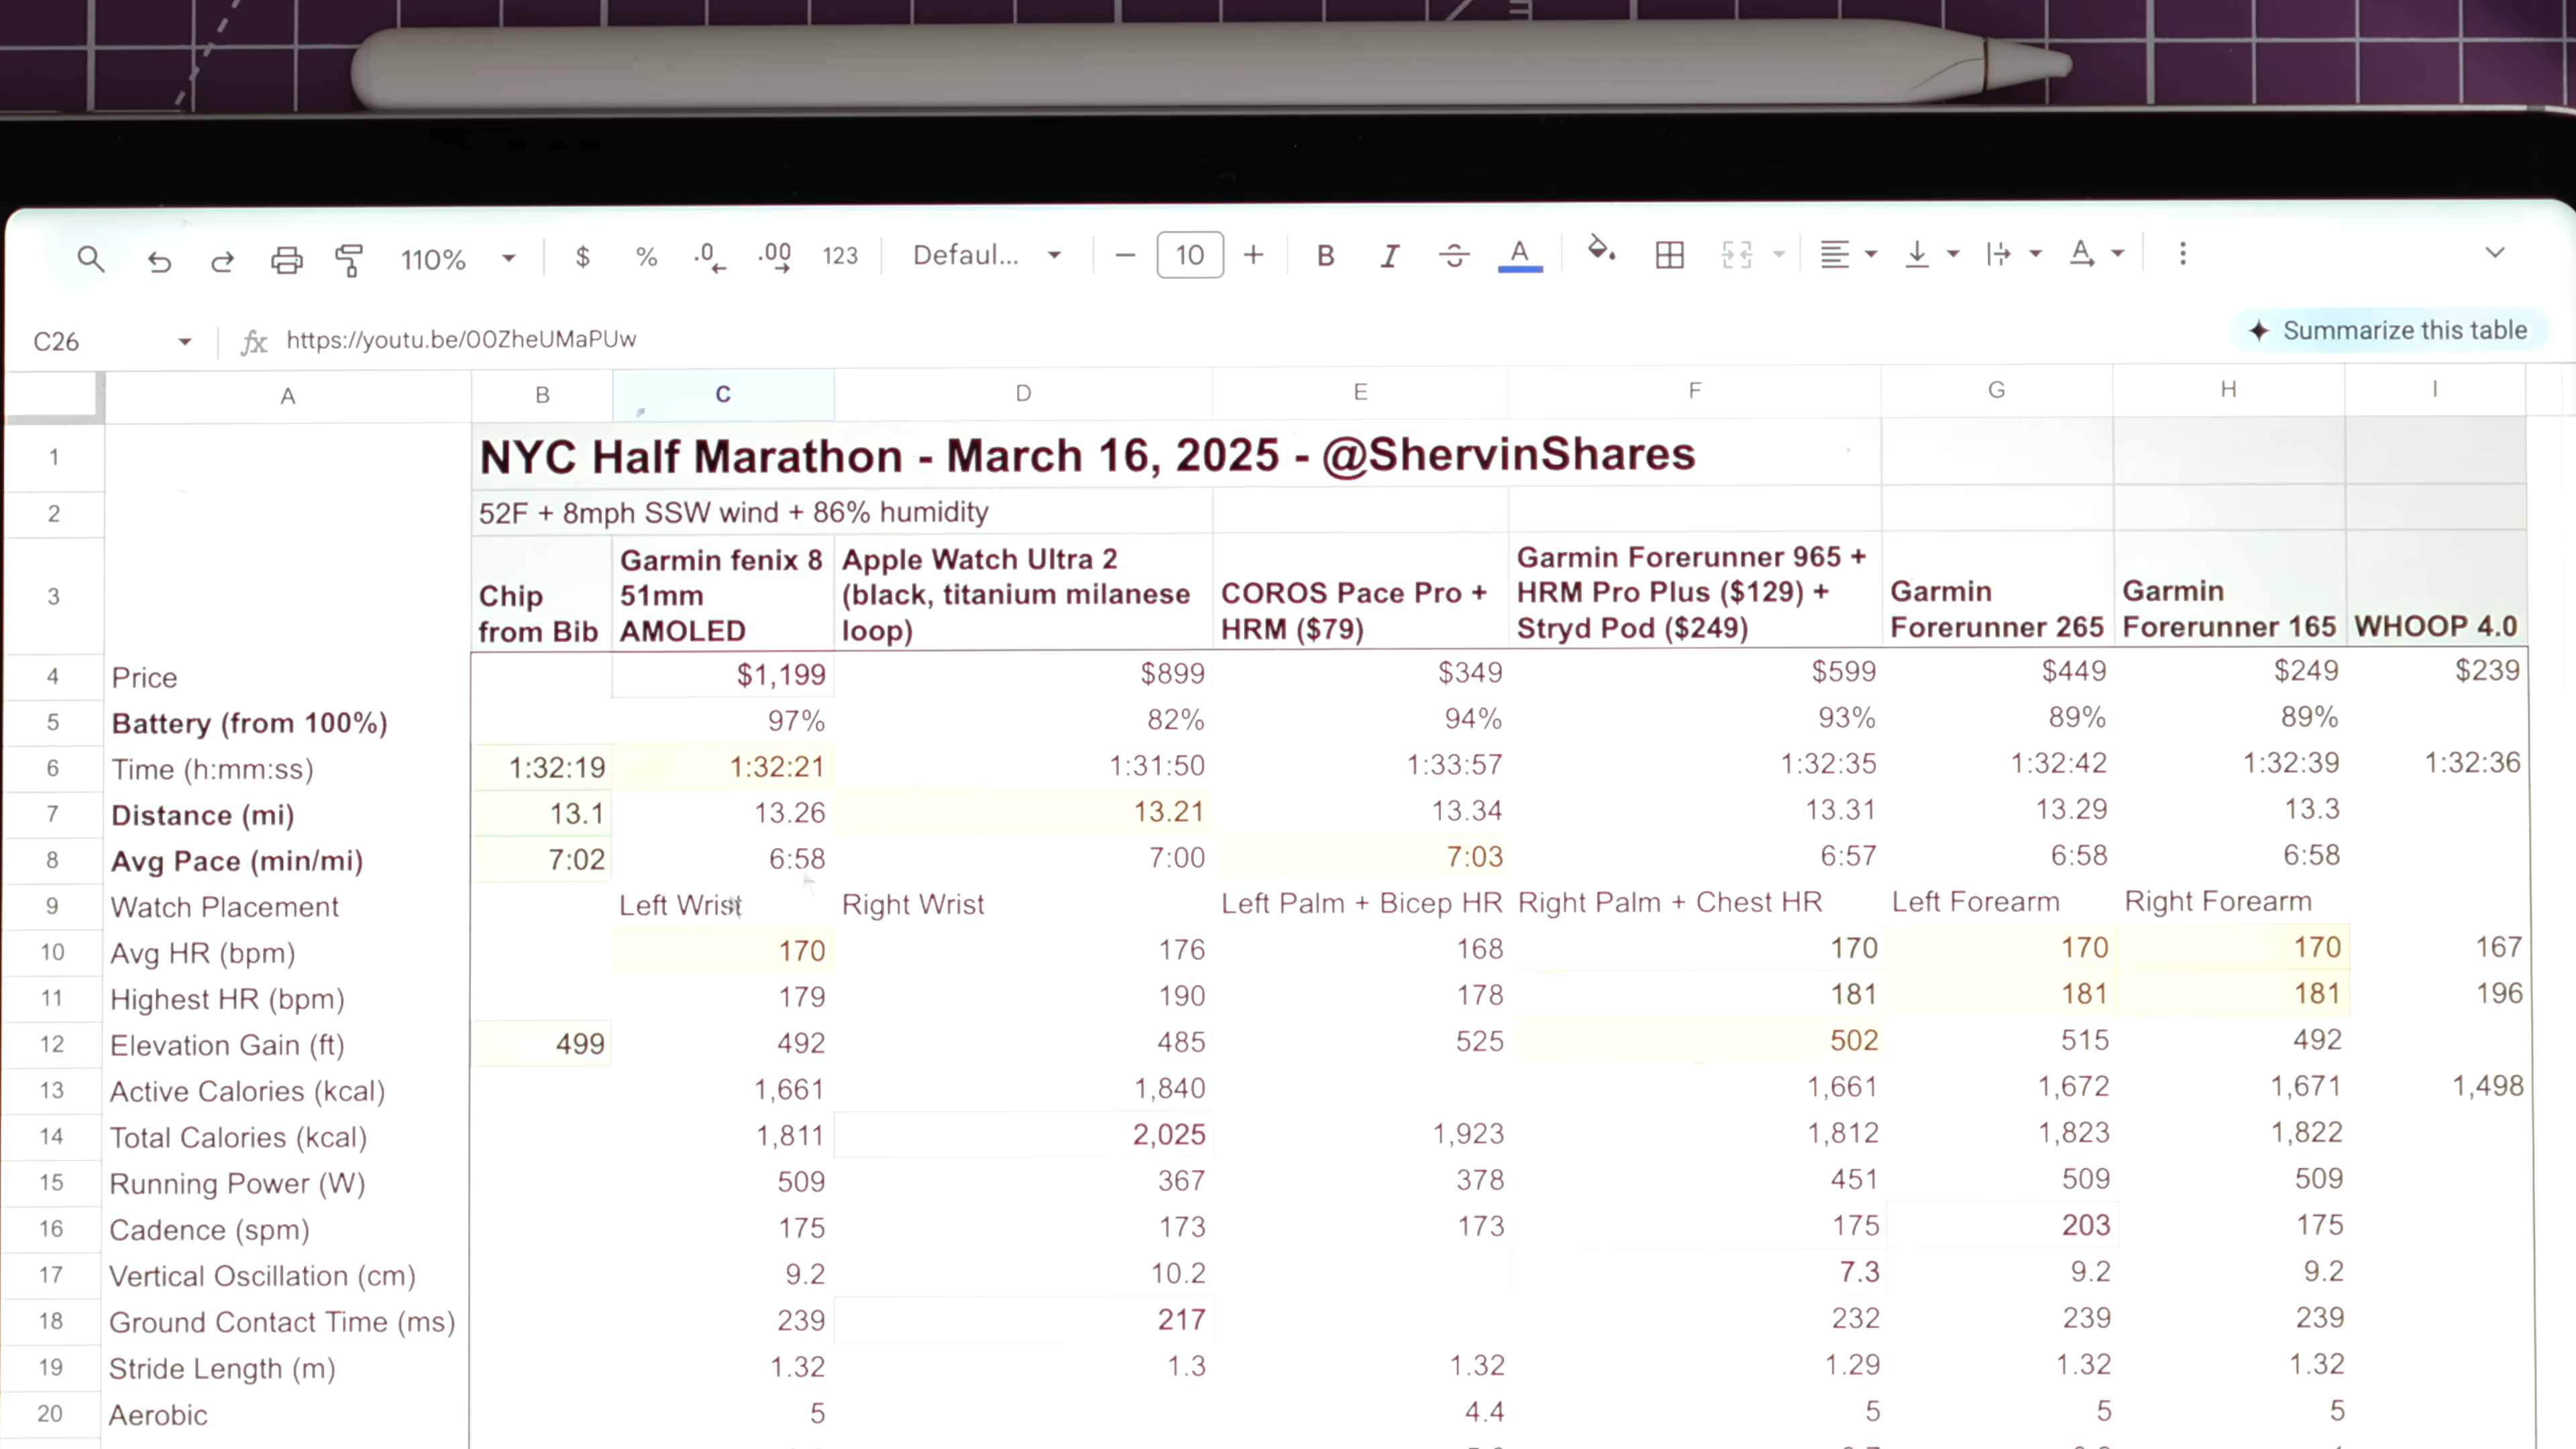 110% $ % .0 .00 123 Defaul... − 10 + B I S A
C26 fx https://youtu.be/OOZheUMaPUw Summarize this table
A B C D E F G H I
1 NYC Half Marathon - March 16, 2025 - @ShervinShares
2 52F + 8mph SSW wind + 86% humidity
3 Chip from Bib Garmin fenix 8 51mm AMOLED Apple Watch Ultra 2 (black, titanium milanese loop) COROS Pace Pro + HRM ($79) Garmin Forerunner 965 + HRM Pro Plus ($129) + Stryd Pod ($249) Garmin Forerunner 265 Garmin Forerunner 165 WHOOP 4.0
4 Price $1,199 $899 $349 $599 $449 $249 $239
5 Battery (from 100%) 97% 82% 94% 93% 89% 89%
6 Time (h:mm:ss) 1:32:19 1:32:21 1:31:50 1:33:57 1:32:35 1:32:42 1:32:39 1:32:36
7 Distance (mi) 13.1 13.26 13.21 13.34 13.31 13.29 13.3
8 Avg Pace (min/mi) 7:02 6:58 7:00 7:03 6:57 6:58 6:58
9 Watch Placement Left Wrist Right Wrist Left Palm + Bicep HR Right Palm + Chest HR Left Forearm Right Forearm
10 Avg HR (bpm) 170 176 168 170 170 170 167
11 Highest HR (bpm) 179 190 178 181 181 181 196
12 Elevation Gain (ft) 499 492 485 525 502 515 492
13 Active Calories (kcal) 1,661 1,840 1,661 1,672 1,671 1,498
14 Total Calories (kcal) 1,811 2,025 1,923 1,812 1,823 1,822
15 Running Power (W) 509 367 378 451 509 509
16 Cadence (spm) 175 173 173 175 203 175
17 Vertical Oscillation (cm) 9.2 10.2 7.3 9.2 9.2
18 Ground Contact Time (ms) 239 217 232 239 239
19 Stride Length (m) 1.32 1.3 1.32 1.29 1.32 1.32
20 Aerobic 5 4.4 5 5 5